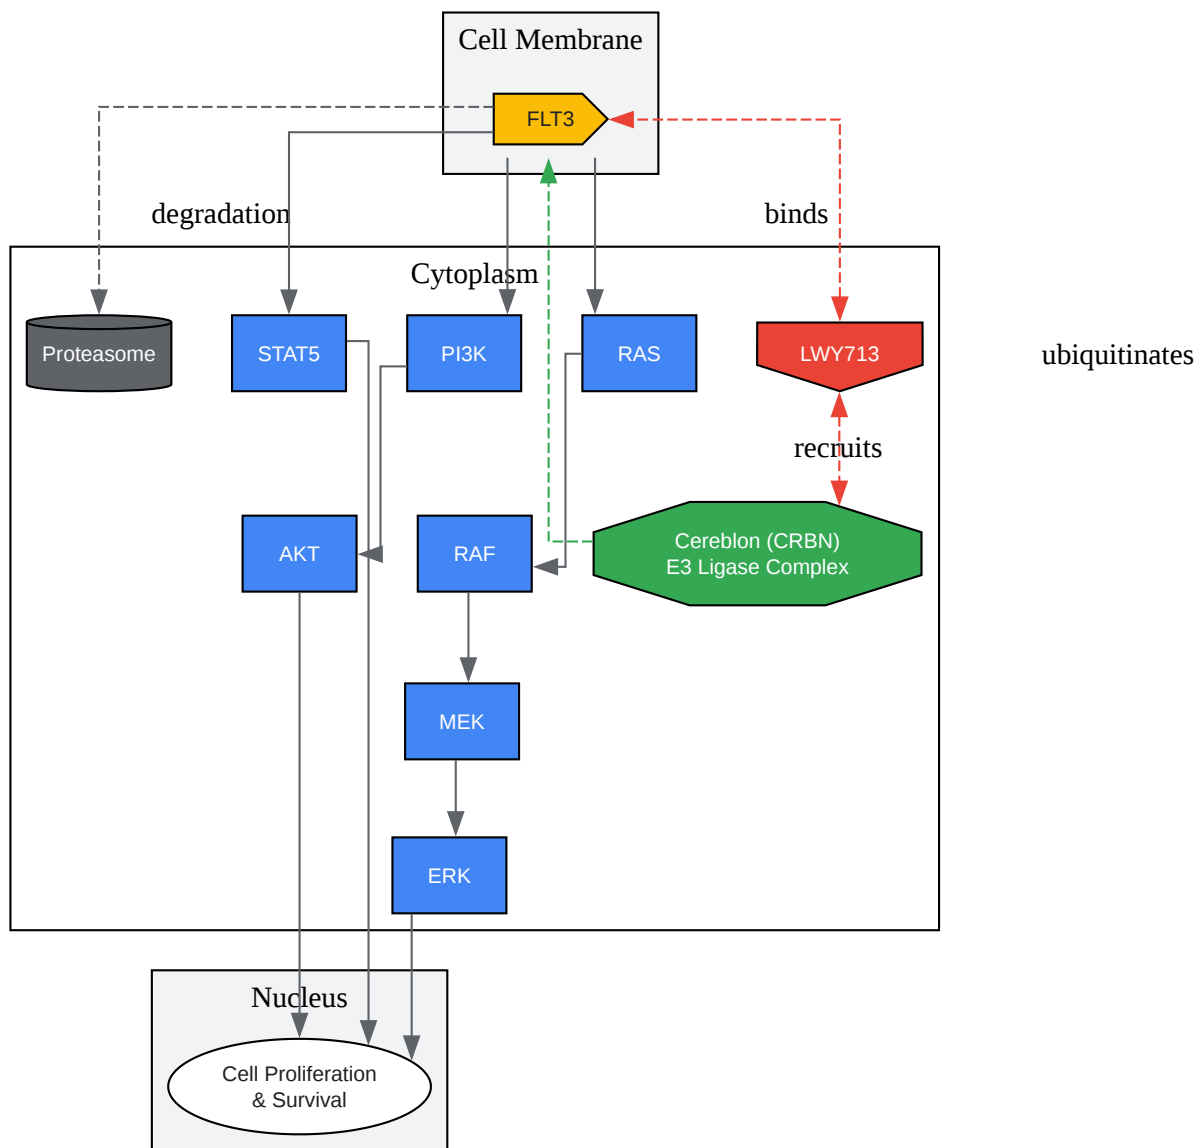 Cell Membrane
FLT3
degradation
binds
Cytoplasm
Proteasome
STAT5
PI3K
RAS
LWY713
ubiquitinates
recruits
AKT
RAF
Cereblon (CRBN)
E3 Ligase Complex
MEK
ERK
Nucleus
Cell Proliferation
& Survival